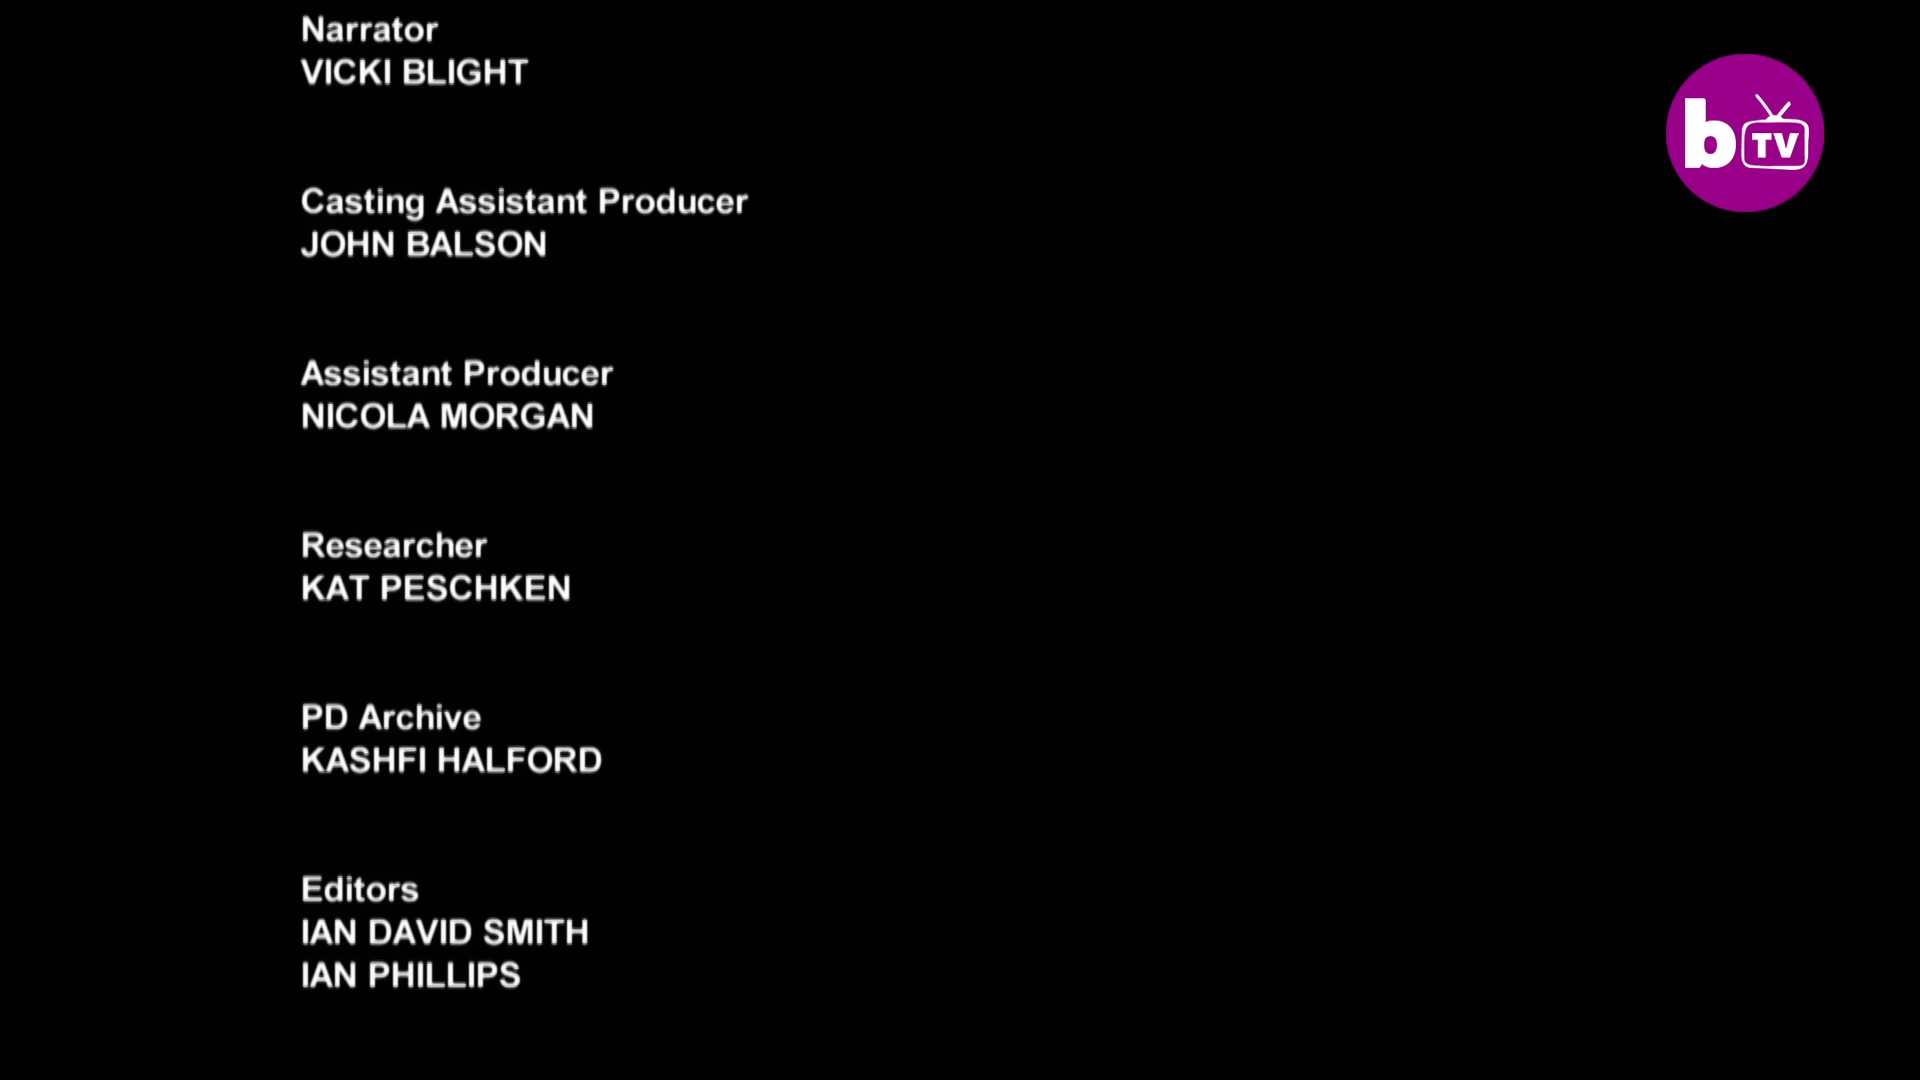 Narrator
VICKI BLIGHT
b TV
Casting Assistant Producer
JOHN BALSON
Assistant Producer
NICOLA MORGAN
Researcher
KAT PESCHKEN
PD Archive
KASHFI HALFORD
Editors
IAN DAVID SMITH
IAN PHILLIPS